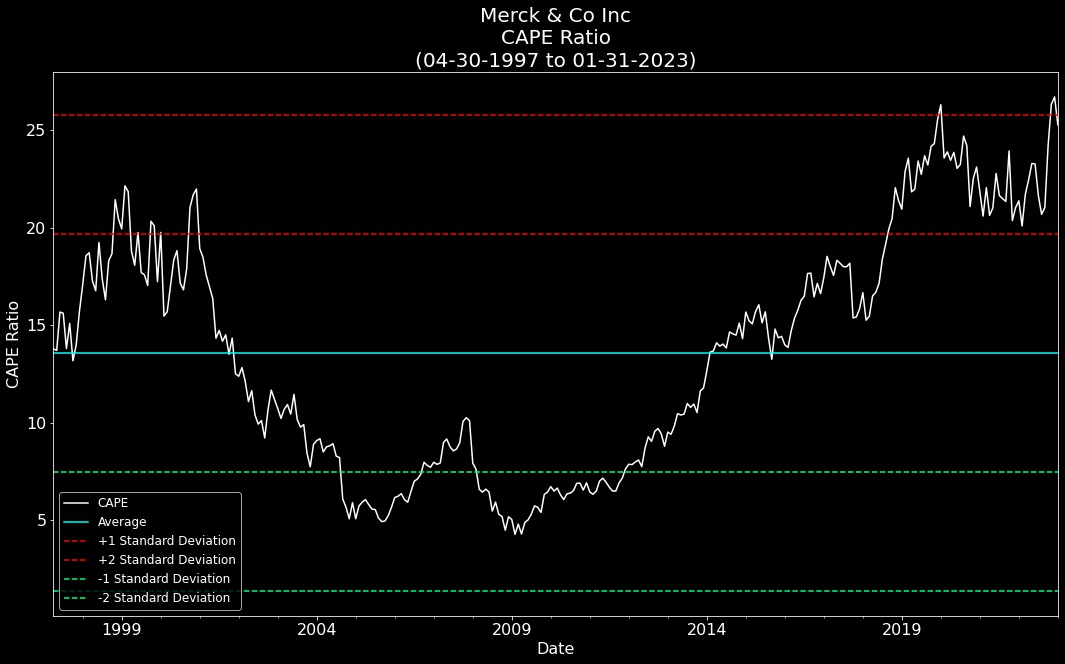 Merck & Co Inc
CAPE Ratio
(04-30-1997 to 01-31-2023)
CAPE Ratio
25
20
15
10
5
CAPE
Average
+1 Standard Deviation
+2 Standard Deviation
-1 Standard Deviation
-2 Standard Deviation
1999 2004 2009 2014 2019
Date